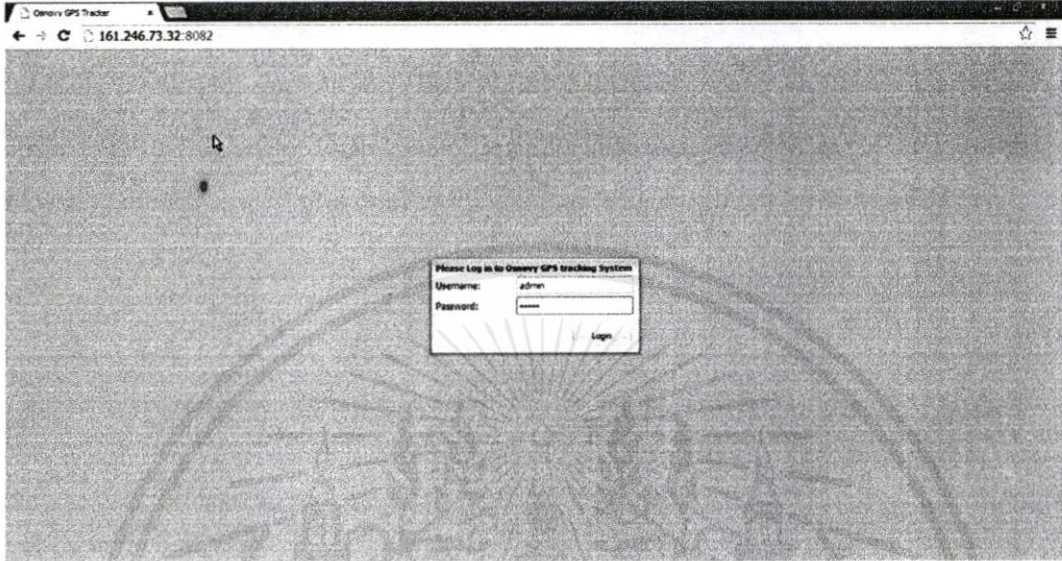 Osnovy GPS Tracker
161.246.73.32:8082
Please Log in to Osnovy GPS tracking System
Username: admin
Password: •••••
Login